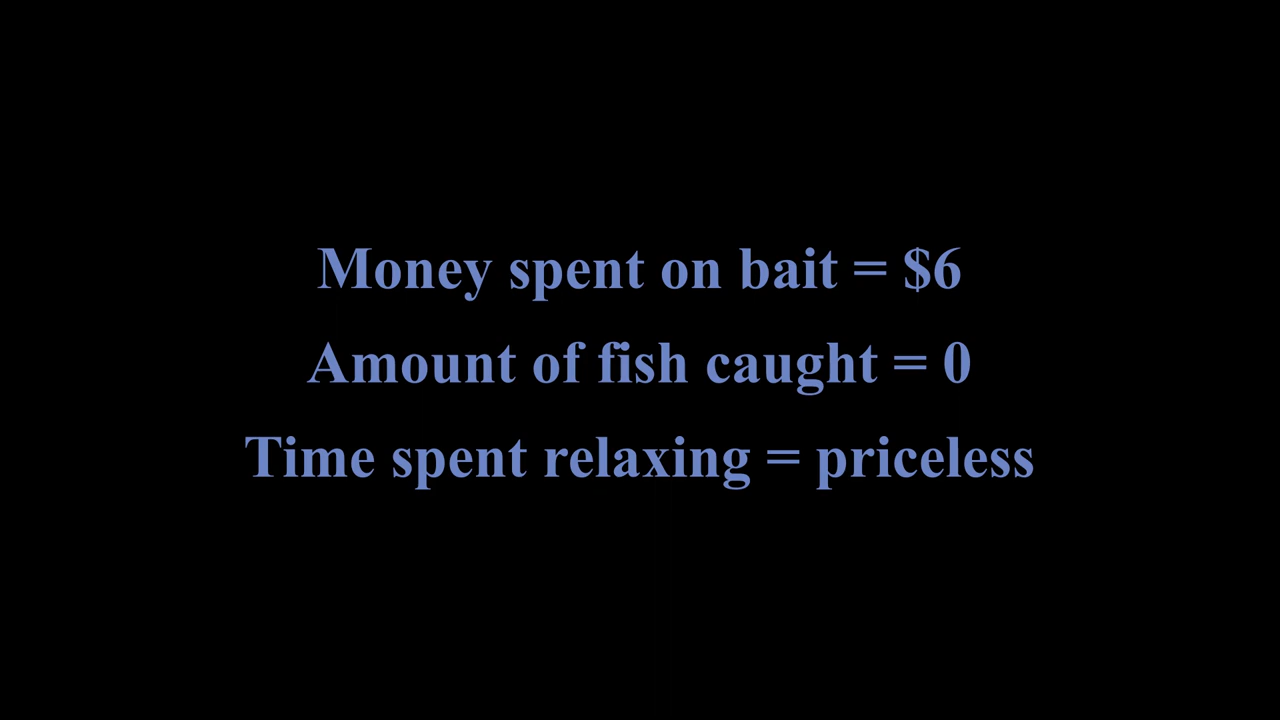 Money spent on bait = $6
Amount of fish caught = 0
Time spent relaxing = priceless